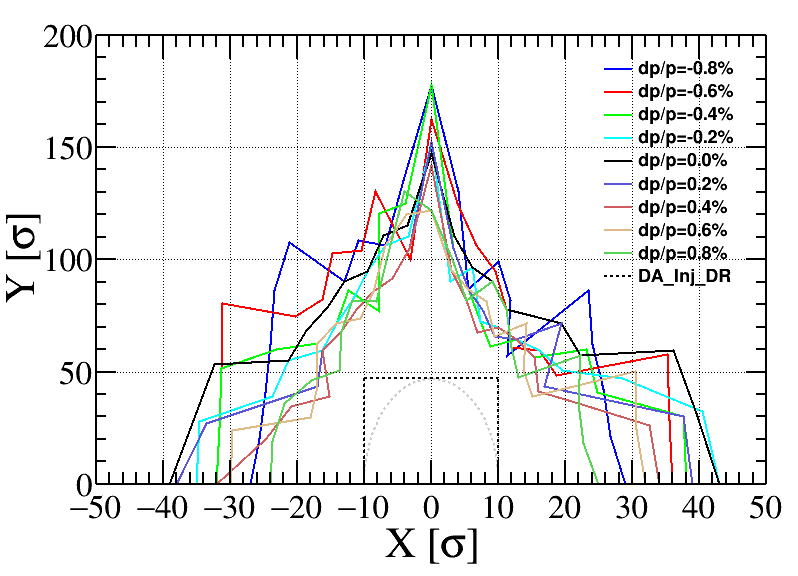 200
150
100
50
0
Y [σ]
dp/p=-0.8%
dp/p=-0.6%
dp/p=-0.4%
dp/p=-0.2%
dp/p=0.0%
dp/p=0.2%
dp/p=0.4%
dp/p=0.6%
dp/p=0.8%
DA_Inj_DR
−50 −40 −30 −20 −10 0 10 20 30 40 50
X [σ]